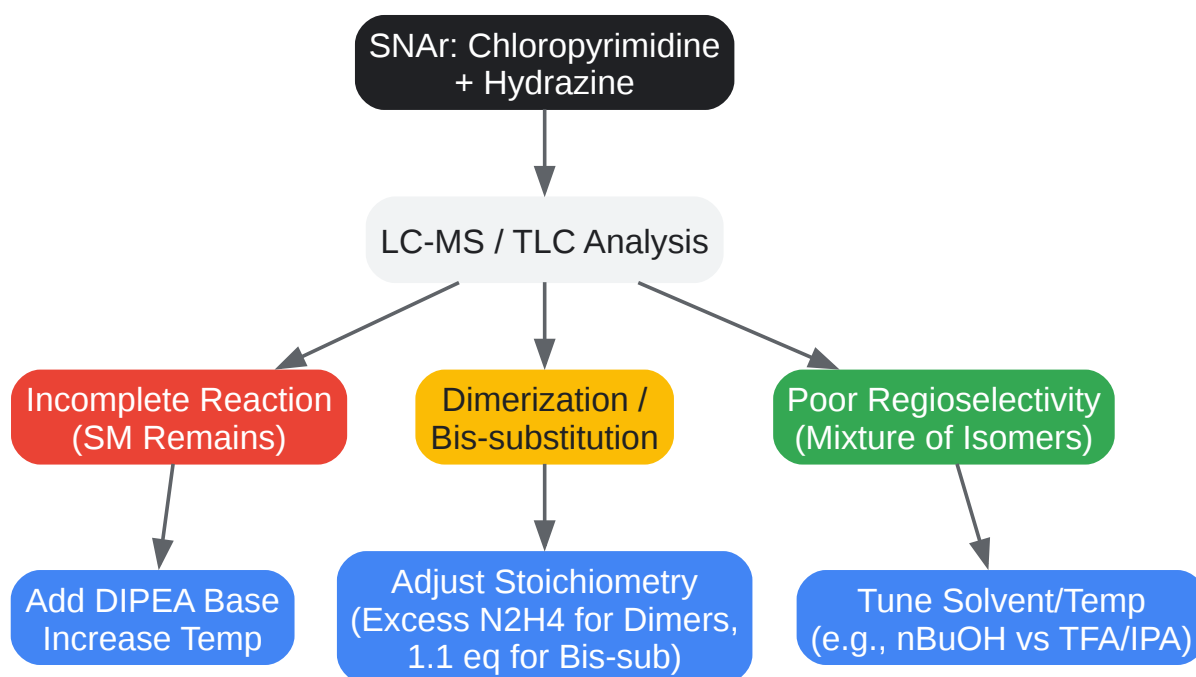 SNAr: Chloropyrimidine
+ Hydrazine
LC-MS / TLC Analysis
Incomplete Reaction
(SM Remains)
Dimerization /
Bis-substitution
Poor Regioselectivity
(Mixture of Isomers)
Add DIPEA Base
Increase Temp
Adjust Stoichiometry
(Excess N2H4 for Dimers,
1.1 eq for Bis-sub)
Tune Solvent/Temp
(e.g., nBuOH vs TFA/IPA)